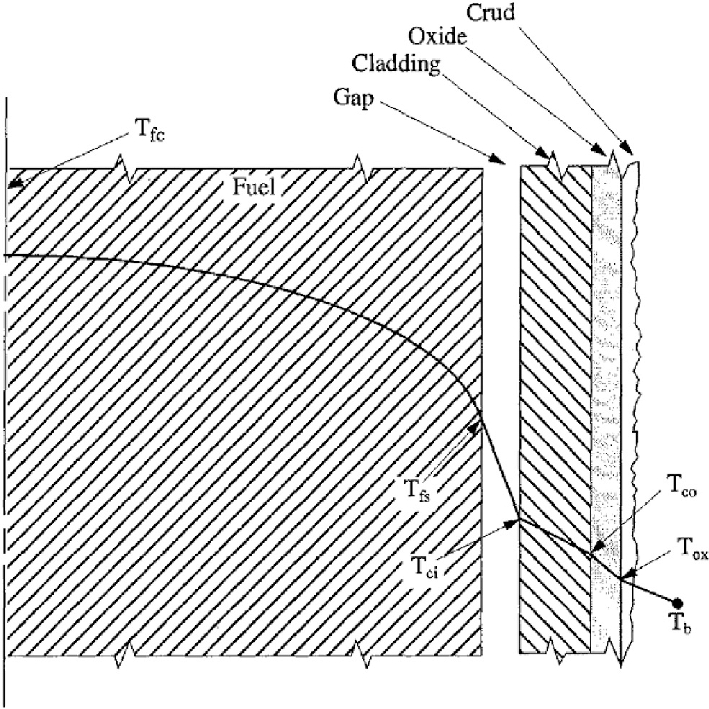 Crud
Oxide
Cladding
Gap
T_fc
Fuel
T_fs
T_co
T_ci
T_ox
T_b